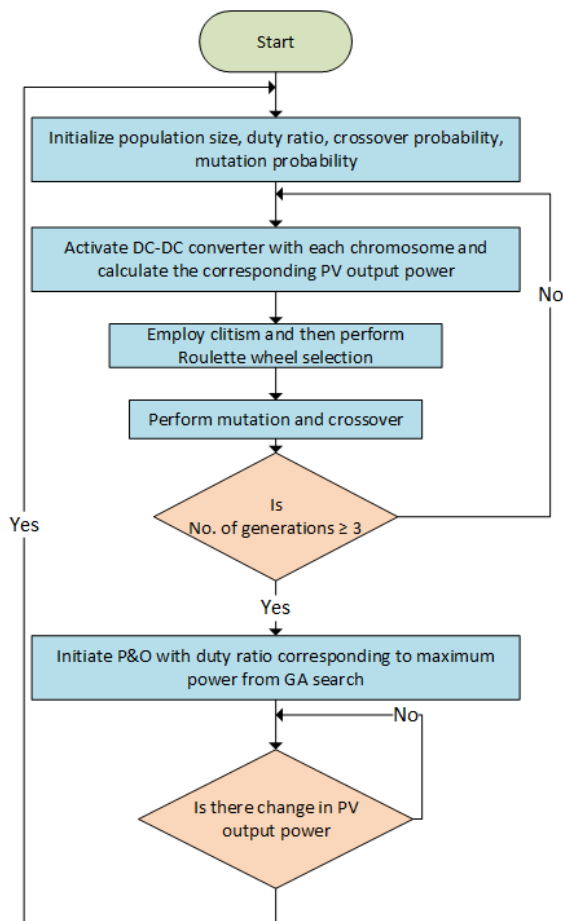 Start
Initialize population size, duty ratio, crossover probability,
mutation probability
Activate DC-DC converter with each chromosome and
calculate the corresponding PV output power
No
Employ clitism and then perform
Roulette wheel selection
Perform mutation and crossover
Is
No. of generations ≥ 3
Yes
Yes
Initiate P&O with duty ratio corresponding to maximum
power from GA search
No
Is there change in PV
output power